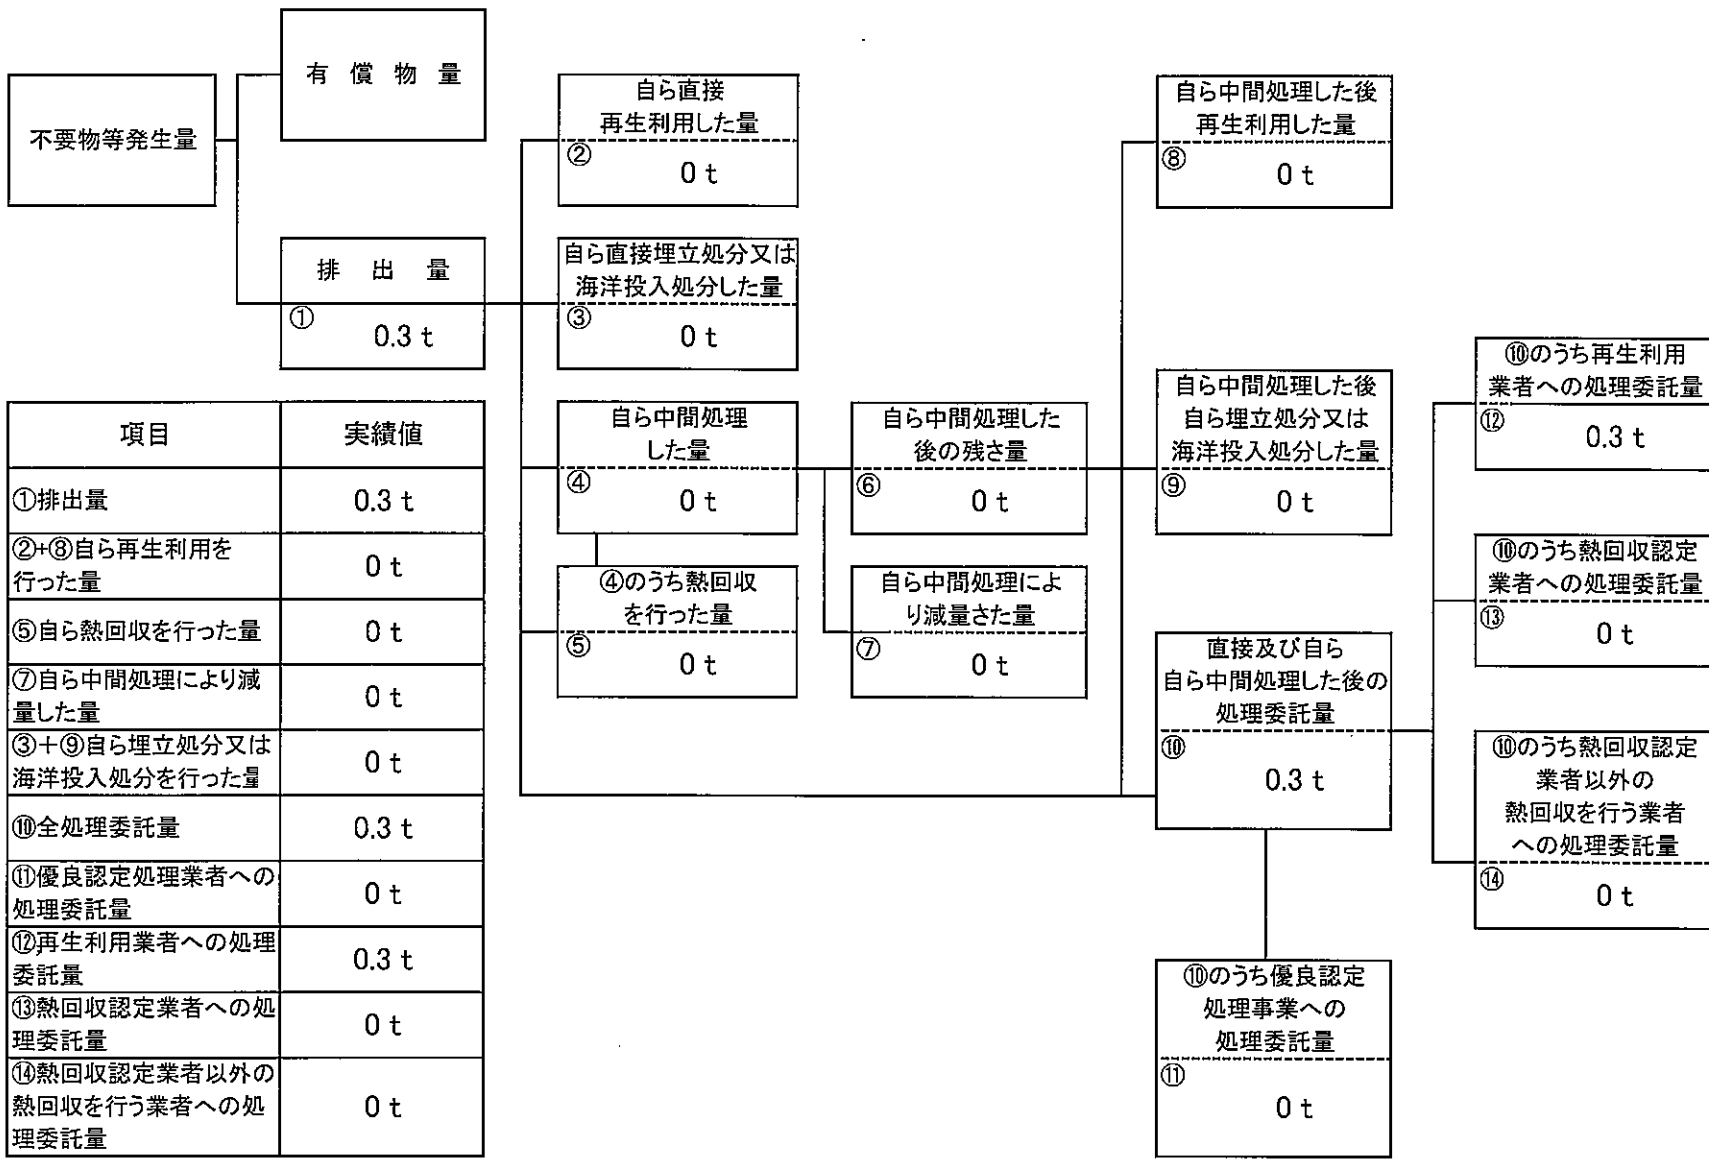 不要物等発生量
有償物量
排出量
①
0.3 t
自ら直接
再生利用した量
②
0 t
自ら直接埋立処分又は
海洋投入処分した量
③
0 t
自ら中間処理
した量
④
0 t
④のうち熱回収
を行った量
⑤
0 t
自ら中間処理した
後の残さ量
⑥
0 t
自ら中間処理によ
り減量さた量
⑦
0 t
自ら中間処理した後
再生利用した量
⑧
0 t
自ら中間処理した後
自ら埋立処分又は
海洋投入処分した量
⑨
0 t
直接及び自ら
自ら中間処理した後の
処理委託量
⑩
0.3 t
⑩のうち優良認定
処理事業への
処理委託量
⑪
0 t
⑩のうち再生利用
業者への処理委託量
⑫
0.3 t
⑩のうち熱回収認定
業者への処理委託量
⑬
0 t
⑩のうち熱回収認定
業者以外の
熱回収を行う業者
への処理委託量
⑭
0 t
項目 実績値
①排出量 0.3 t
②+⑧自ら再生利用を
行った量 0 t
⑤自ら熱回収を行った量 0 t
⑦自ら中間処理により減
量した量 0 t
③+⑨自ら埋立処分又は
海洋投入処分を行った量 0 t
⑩全処理委託量 0.3 t
⑪優良認定処理業者への
処理委託量 0 t
⑫再生利用業者への処理
委託量 0.3 t
⑬熱回収認定業者への処
理委託量 0 t
⑭熱回収認定業者以外の
熱回収を行う業者への処
理委託量 0 t